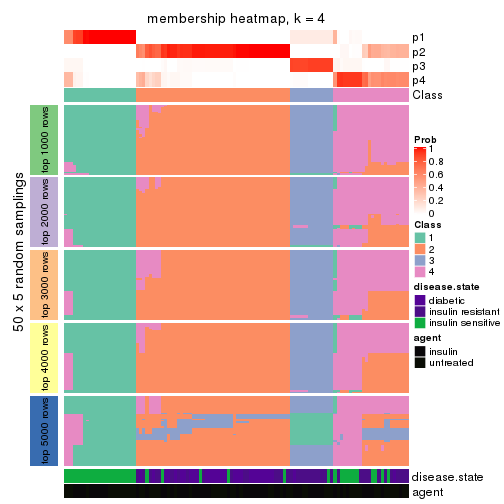 membership heatmap, k = 4
p1
p2
p3
p4
Class
50 x 5 random samplings
top 1000 rows
top 2000 rows
top 3000 rows
top 4000 rows
top 5000 rows
disease.state
agent
Prob
1
0.8
0.6
0.4
0.2
0
Class
1
2
3
4
disease.state
diabetic
insulin resistant
insulin sensitive
agent
insulin
untreated